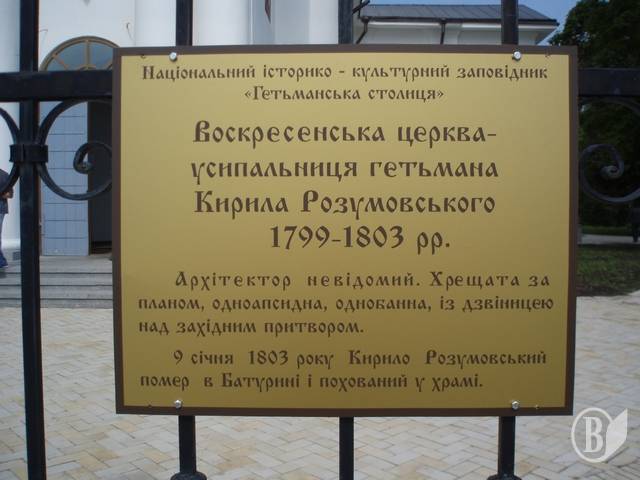 Національний історико - культурний заповідник
«Гетьманська столиця»
Воскресенська церква-
усипальниця гетьмана
Кирила Розумовського
1799-1803 рр.
Архітектор невідомий. Хрещата за
планом, одноапсидна, однобанна, із дзвіницею
над західним притвором.
9 січня 1803 року Кирило Розумовський
помер в Батурині і похований у храмі.
B